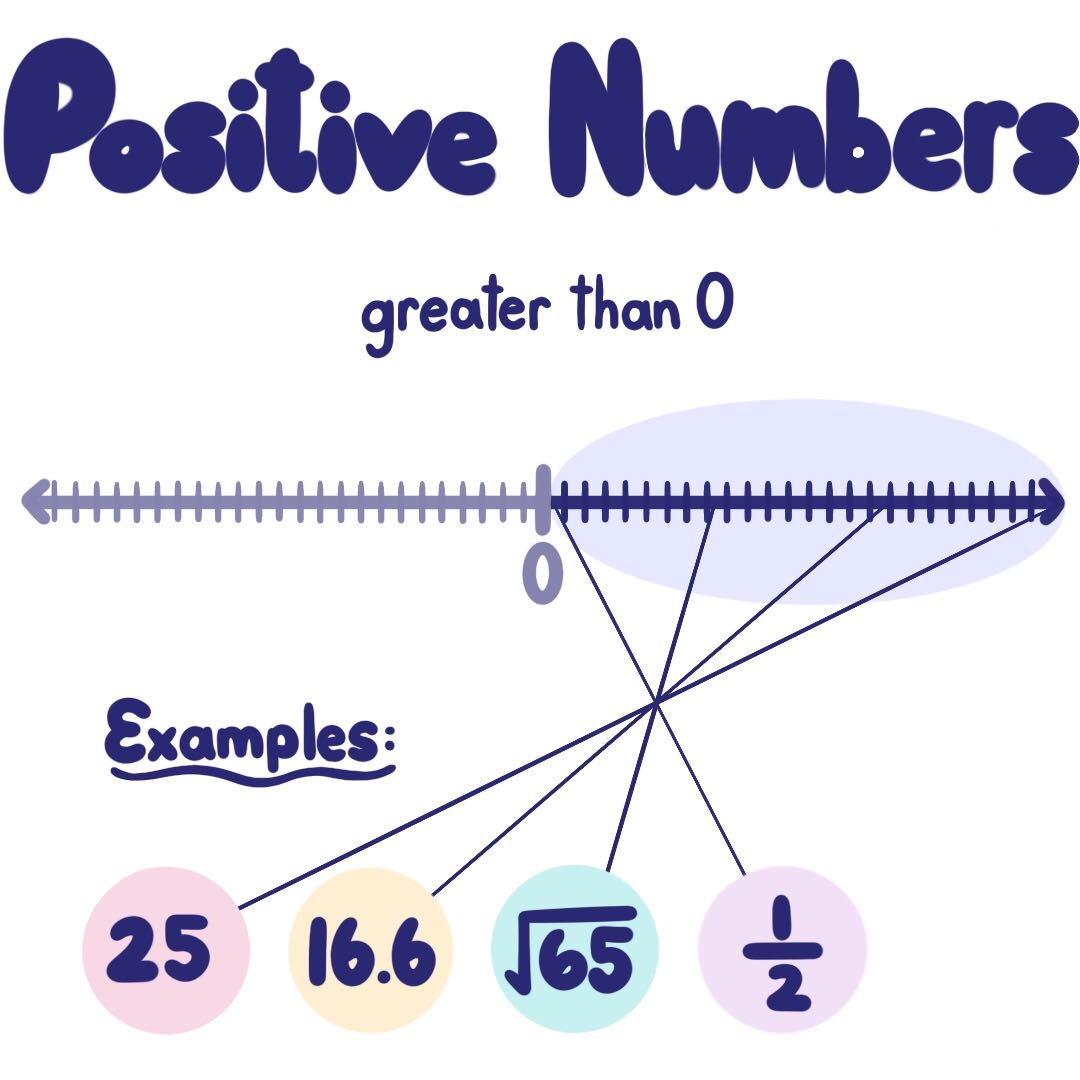 Positive Numbers
greater than 0
0
Examples:
25 16.6 √65 1/2